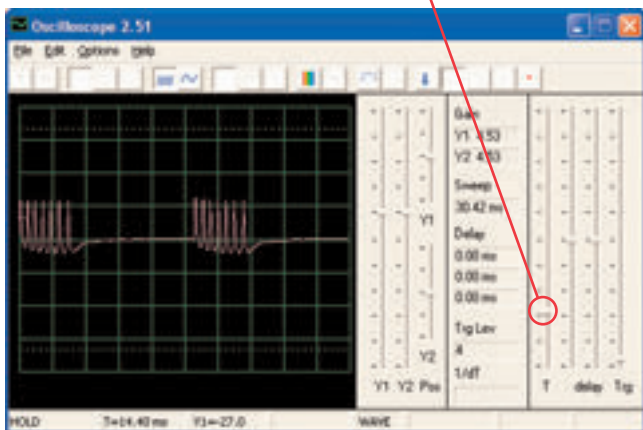 Oscilloscope 2.51
File Edit Options Help
Gain
Y1 4.53
Y2 4.53
Sweep
30.42 ms
Delay
0.00 ms
0.00 ms
0.00 ms
Trg Lev
4
1/dT
Y1
Y2
Y1 Y2 Pos
T delay Trg
HOLD T=14.40 ms Y1=-27.0 WAVE